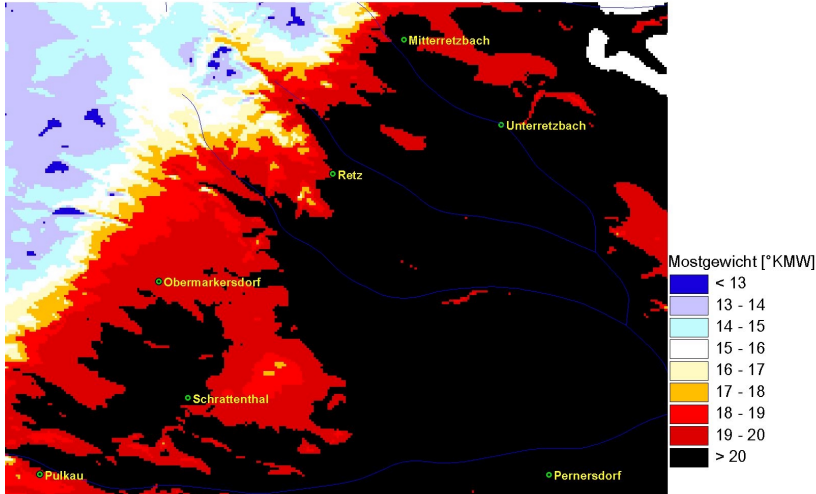 Mitterretzbach
Unterretzbach
Retz
Mostgewicht [°KMW]
Obermarkersdorf
< 13
13 - 14
14 - 15
15 - 16
16 - 17
17 - 18
Schrattenthal
18 - 19
19 - 20
> 20
Pulkau
Pernersdorf